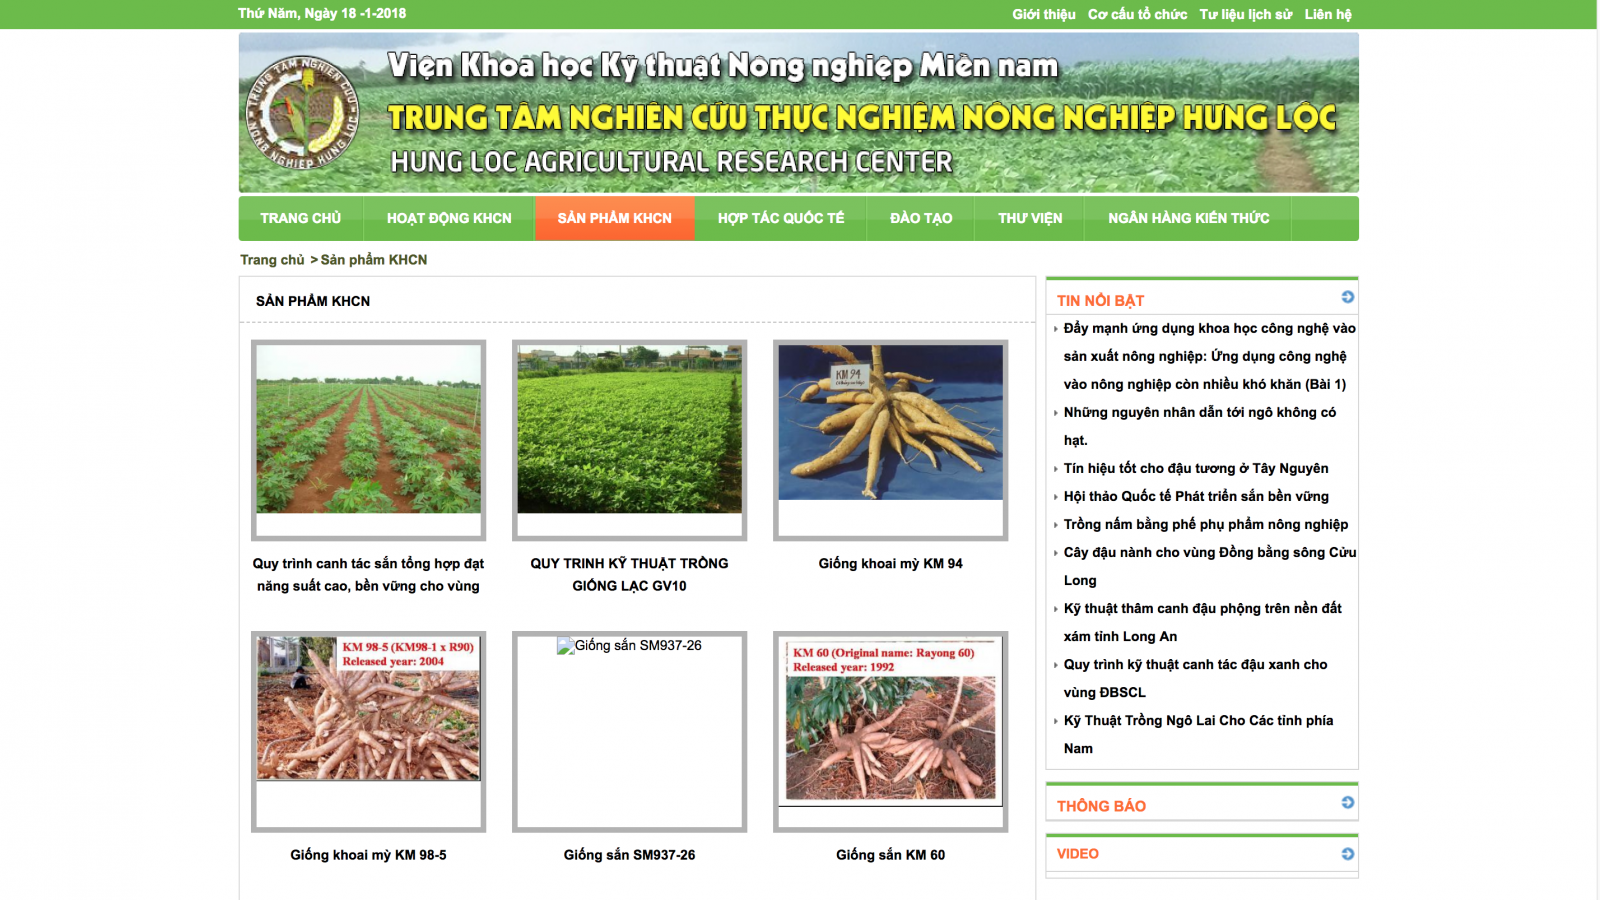 Thứ Năm, Ngày 18 -1-2018
Giới thiệu Cơ cấu tổ chức Tư liệu lịch sử Liên hệ
TRUNG TÂM NGHIÊN CỨU NÔNG NGHIỆP HƯNG LỘC
Viện Khoa học Kỹ thuật Nông nghiệp Miền nam
TRUNG TÂM NGHIÊN CỨU THỰC NGHIỆM NÔNG NGHIỆP HƯNG LỘC
HUNG LOC AGRICULTURAL RESEARCH CENTER
TRANG CHỦ HOẠT ĐỘNG KHCN SẢN PHẨM KHCN HỢP TÁC QUỐC TẾ ĐÀO TẠO THƯ VIỆN NGÂN HÀNG KIẾN THỨC
Trang chủ > Sản phẩm KHCN
SẢN PHẨM KHCN
KM 94
Quy trình canh tác sắn tổng hợp đạt
năng suất cao, bền vững cho vùng
QUY TRINH KỸ THUẬT TRỒNG
GIỐNG LẠC GV10
Giống khoai mỳ KM 94
KM 98-5 (KM98-1 x R90)
Released year: 2004
Giống sắn SM937-26
KM 60 (Original name: Rayong 60)
Released year: 1992
Giống khoai mỳ KM 98-5
Giống sắn SM937-26
Giống sắn KM 60
TIN NỔI BẬT
Đẩy mạnh ứng dụng khoa học công nghệ vào
sản xuất nông nghiệp: Ứng dụng công nghệ
vào nông nghiệp còn nhiều khó khăn (Bài 1)
Những nguyên nhân dẫn tới ngô không có
hạt.
Tín hiệu tốt cho đậu tương ở Tây Nguyên
Hội thảo Quốc tế Phát triển sắn bền vững
Trồng nấm bằng phế phụ phẩm nông nghiệp
Cây đậu nành cho vùng Đồng bằng sông Cửu
Long
Kỹ thuật thâm canh đậu phộng trên nền đất
xám tỉnh Long An
Quy trình kỹ thuật canh tác đậu xanh cho
vùng ĐBSCL
Kỹ Thuật Trồng Ngô Lai Cho Các tỉnh phía
Nam
THÔNG BÁO
VIDEO